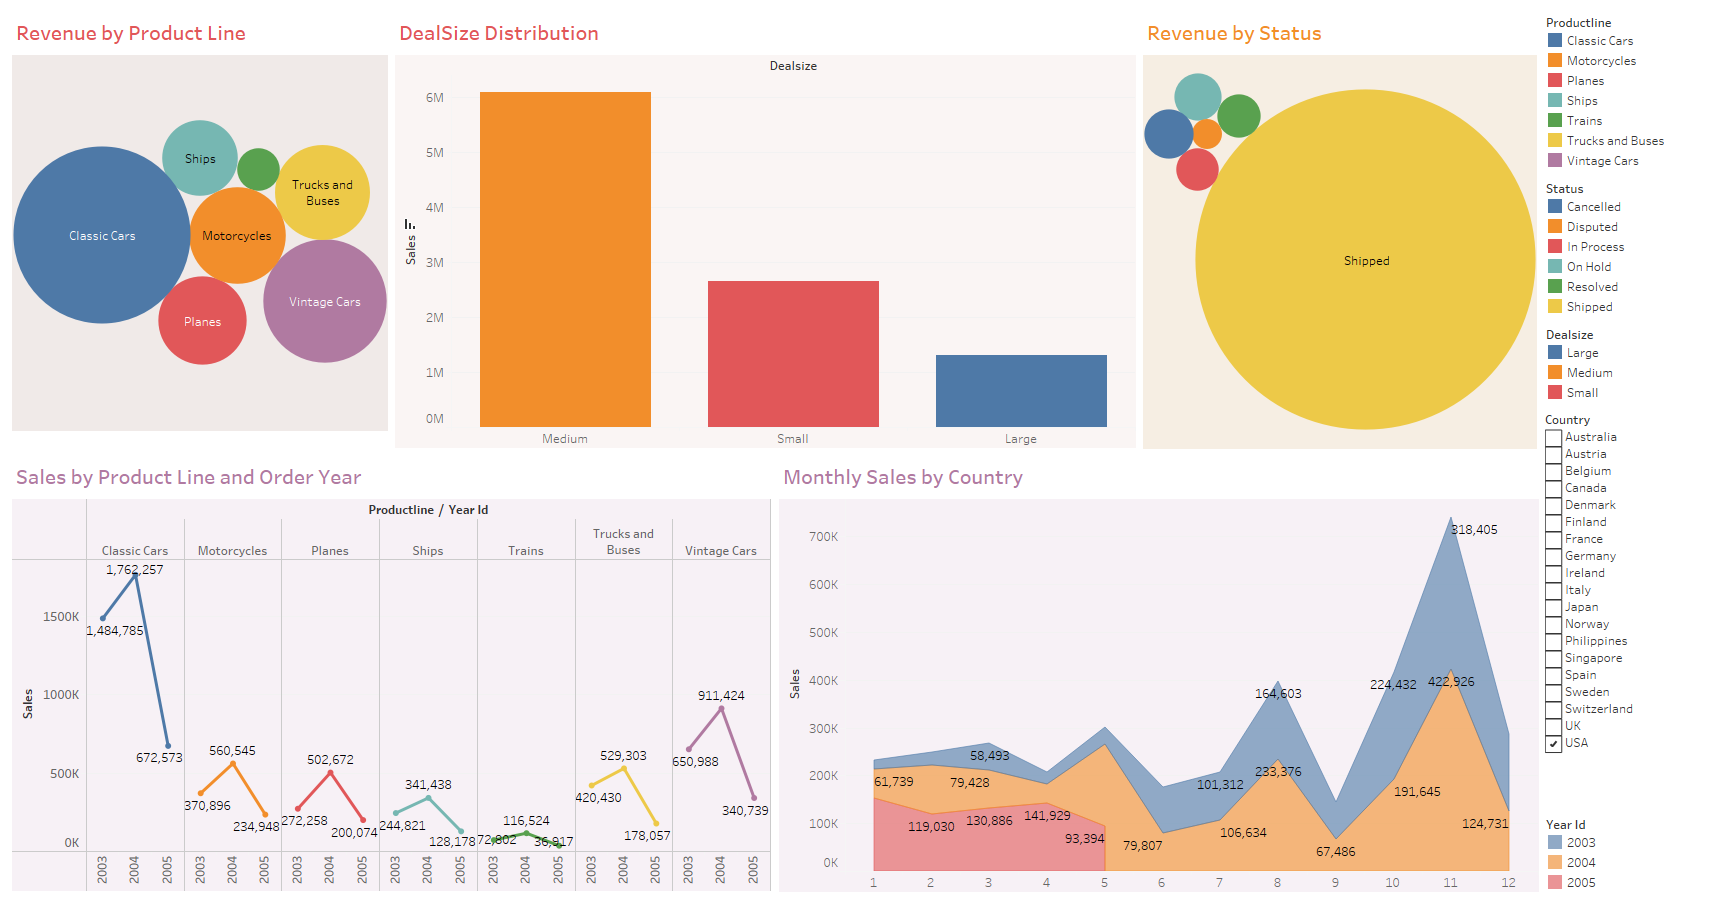 Revenue by Product Line
Ships
Trucks and
Buses
Classic Cars
Motorcycles
Vintage Cars
Planes
DealSize Distribution
Dealsize
6M
5M
4M
3M
2M
1M
0M
Sales
Medium
Small
Large
Revenue by Status
Shipped
Productline
Classic Cars
Motorcycles
Planes
Ships
Trains
Trucks and Buses
Vintage Cars
Status
Cancelled
Disputed
In Process
On Hold
Resolved
Shipped
Dealsize
Large
Medium
Small
Country
Australia
Austria
Belgium
Canada
Denmark
Finland
France
Germany
Ireland
Italy
Japan
Norway
Philippines
Singapore
Spain
Sweden
Switzerland
UK
USA
Year Id
2003
2004
2005
Sales by Product Line and Order Year
Productline / Year Id
Classic Cars
Motorcycles
Planes
Ships
Trains
Trucks and
Buses
Vintage Cars
1500K
1000K
500K
0K
Sales
1,762,257
1,484,785
672,573
560,545
370,896
234,948
502,672
272,258
200,074
341,438
244,821
128,178
116,524
72,802
36,917
529,303
420,430
178,057
911,424
650,988
340,739
2003 2004 2005 2003 2004 2005 2003 2004 2005 2003 2004 2005 2003 2004 2005 2003 2004 2005 2003 2004 2005
Monthly Sales by Country
700K
600K
500K
400K
300K
200K
100K
0K
Sales
318,405
164,603
224,432
422,926
58,493
61,739
79,428
101,312
233,376
191,645
119,030
130,886
141,929
93,394
79,807
106,634
67,486
124,731
1 2 3 4 5 6 7 8 9 10 11 12